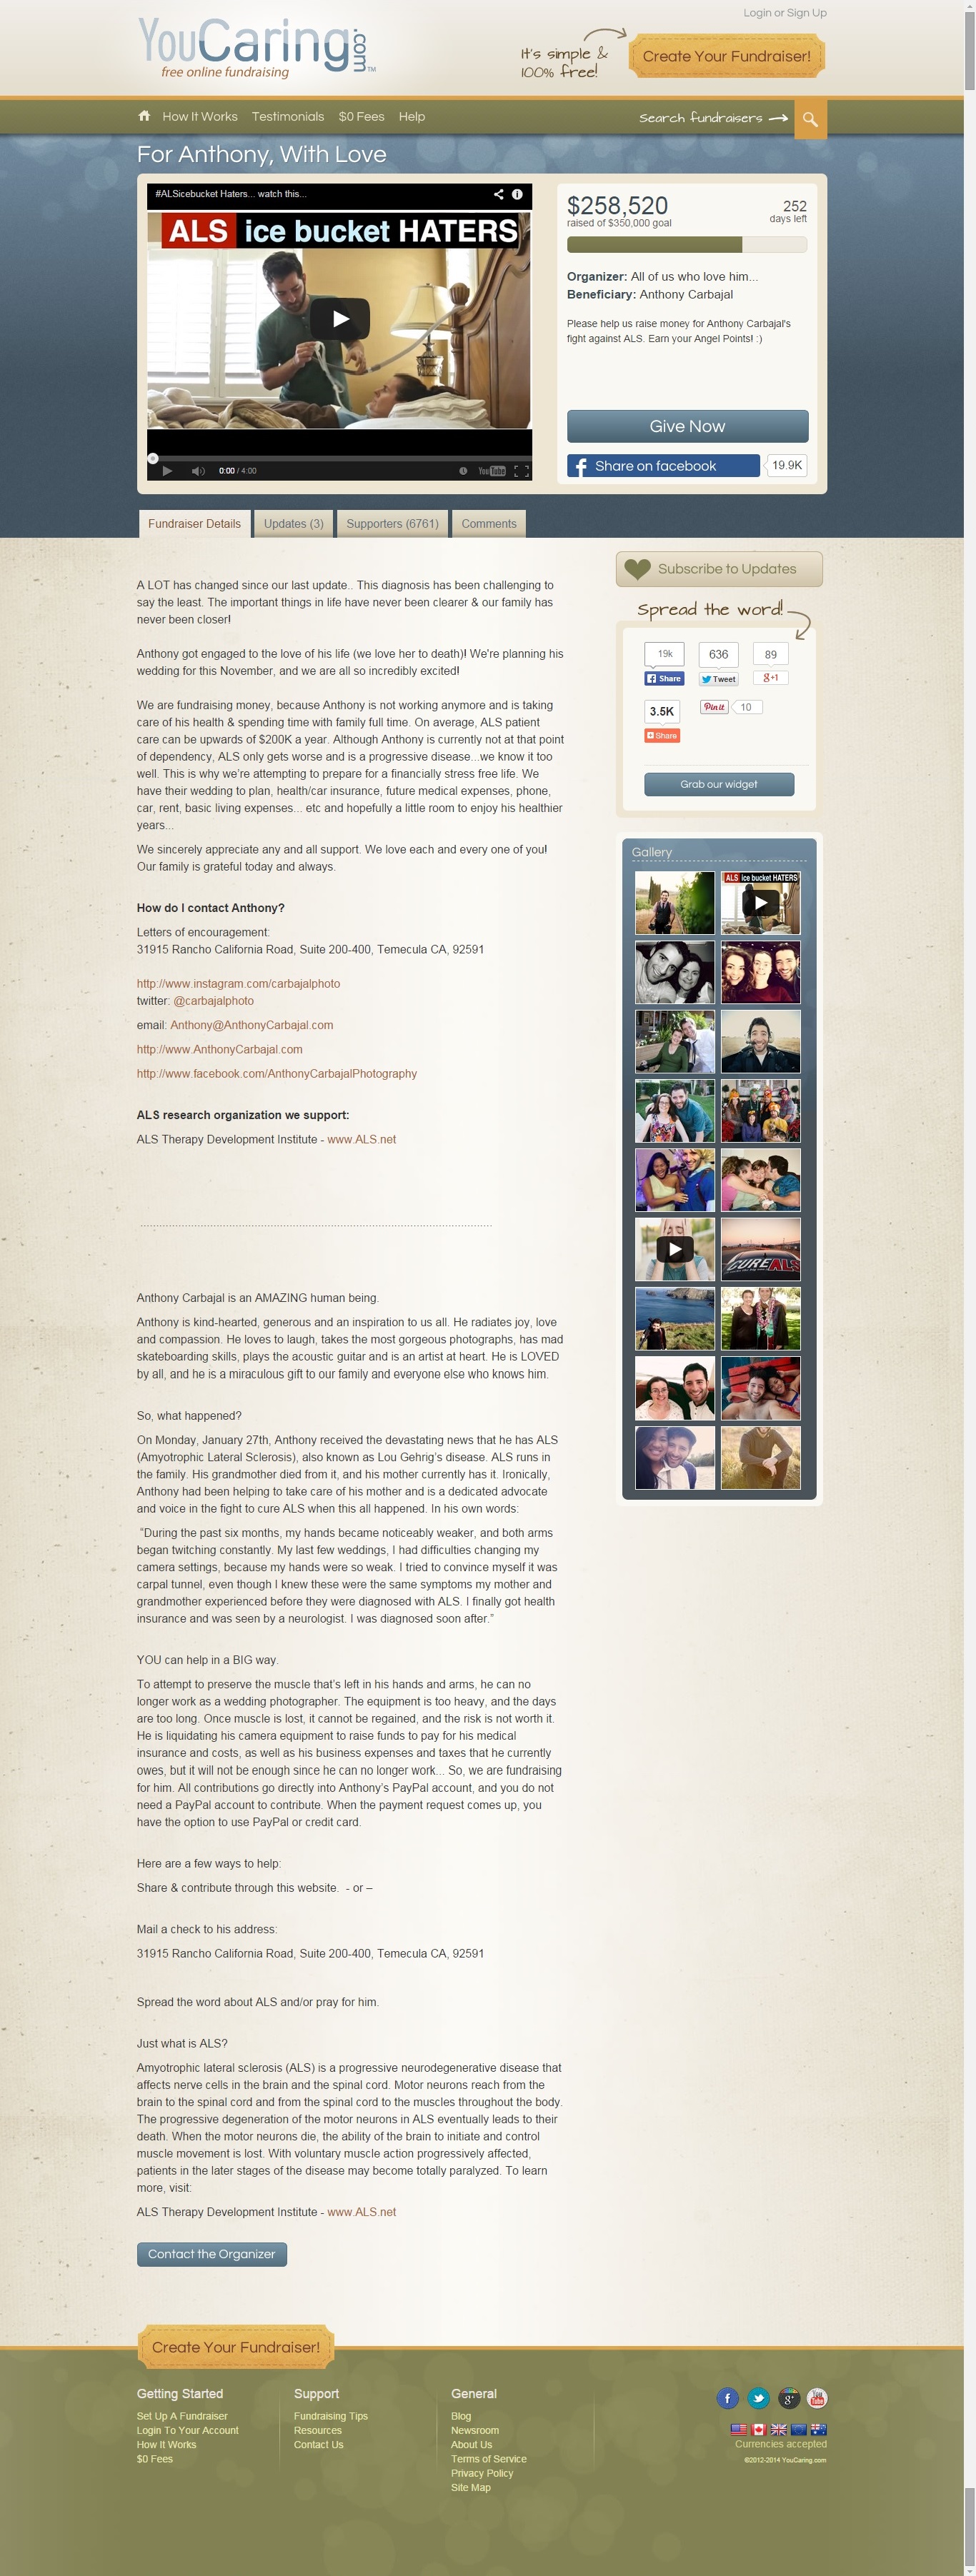 Login or Sign Up
YouCaring.com™
free online fundraising
It's simple &
100% free!
Create Your Fundraiser!
How It Works Testimonials $0 Fees Help
Search fundraisers
For Anthony, With Love
#ALSicebucket Haters... watch this...
ALS ice bucket HATERS
0:00 / 4:00
YouTube
$258,520
raised of $350,000 goal
252
days left
Organizer: All of us who love him...
Beneficiary: Anthony Carbajal
Please help us raise money for Anthony Carbajal's
fight against ALS. Earn your Angel Points! :)
Give Now
Share on facebook 19.9K
Fundraiser Details Updates (3) Supporters (6761) Comments
A LOT has changed since our last update.. This diagnosis has been challenging to
say the least. The important things in life have never been clearer & our family has
never been closer!
Anthony got engaged to the love of his life (we love her to death)! We're planning his
wedding for this November, and we are all so incredibly excited!
We are fundraising money, because Anthony is not working anymore and is taking
care of his health & spending time with family full time. On average, ALS patient
care can be upwards of $200K a year. Although Anthony is currently not at that point
of dependency, ALS only gets worse and is a progressive disease...we know it too
well. This is why we're attempting to prepare for a financially stress free life. We
have their wedding to plan, health/car insurance, future medical expenses, phone,
car, rent, basic living expenses... etc and hopefully a little room to enjoy his healthier
years...
We sincerely appreciate any and all support. We love each and every one of you!
Our family is grateful today and always.
How do I contact Anthony?
Letters of encouragement:
31915 Rancho California Road, Suite 200-400, Temecula CA, 92591
http://www.instagram.com/carbajalphoto
twitter: @carbajalphoto
email: Anthony@AnthonyCarbajal.com
http://www.AnthonyCarbajal.com
http://www.facebook.com/AnthonyCarbajalPhotography
ALS research organization we support:
ALS Therapy Development Institute - www.ALS.net
Anthony Carbajal is an AMAZING human being.
Anthony is kind-hearted, generous and an inspiration to us all. He radiates joy, love
and compassion. He loves to laugh, takes the most gorgeous photographs, has mad
skateboarding skills, plays the acoustic guitar and is an artist at heart. He is LOVED
by all, and he is a miraculous gift to our family and everyone else who knows him.
So, what happened?
On Monday, January 27th, Anthony received the devastating news that he has ALS
(Amyotrophic Lateral Sclerosis), also known as Lou Gehrig's disease. ALS runs in
the family. His grandmother died from it, and his mother currently has it. Ironically,
Anthony had been helping to take care of his mother and is a dedicated advocate
and voice in the fight to cure ALS when this all happened. In his own words:
“During the past six months, my hands became noticeably weaker, and both arms
began twitching constantly. My last few weddings, I had difficulties changing my
camera settings, because my hands were so weak. I tried to convince myself it was
carpal tunnel, even though I knew these were the same symptoms my mother and
grandmother experienced before they were diagnosed with ALS. I finally got health
insurance and was seen by a neurologist. I was diagnosed soon after.”
YOU can help in a BIG way.
To attempt to preserve the muscle that's left in his hands and arms, he can no
longer work as a wedding photographer. The equipment is too heavy, and the days
are too long. Once muscle is lost, it cannot be regained, and the risk is not worth it.
He is liquidating his camera equipment to raise funds to pay for his medical
insurance and costs, as well as his business expenses and taxes that he currently
owes, but it will not be enough since he can no longer work... So, we are fundraising
for him. All contributions go directly into Anthony's PayPal account, and you do not
need a PayPal account to contribute. When the payment request comes up, you
have the option to use PayPal or credit card.
Here are a few ways to help:
Share & contribute through this website. - or –
Mail a check to his address:
31915 Rancho California Road, Suite 200-400, Temecula CA, 92591
Spread the word about ALS and/or pray for him.
Just what is ALS?
Amyotrophic lateral sclerosis (ALS) is a progressive neurodegenerative disease that
affects nerve cells in the brain and the spinal cord. Motor neurons reach from the
brain to the spinal cord and from the spinal cord to the muscles throughout the body.
The progressive degeneration of the motor neurons in ALS eventually leads to their
death. When the motor neurons die, the ability of the brain to initiate and control
muscle movement is lost. With voluntary muscle action progressively affected,
patients in the later stages of the disease may become totally paralyzed. To learn
more, visit:
ALS Therapy Development Institute - www.ALS.net
Contact the Organizer
Subscribe to Updates
Spread the word!
19k 636 89
Share Tweet g+1
3.5K Pin it 10
Share
Grab our widget
Gallery
ALS ice bucket HATERS
CURE ALS
Create Your Fundraiser!
Getting Started
Set Up A Fundraiser
Login To Your Account
How It Works
$0 Fees
Support
Fundraising Tips
Resources
Contact Us
General
Blog
Newsroom
About Us
Terms of Service
Privacy Policy
Site Map
You Tube
Currencies accepted
©2012-2014 YouCaring.com